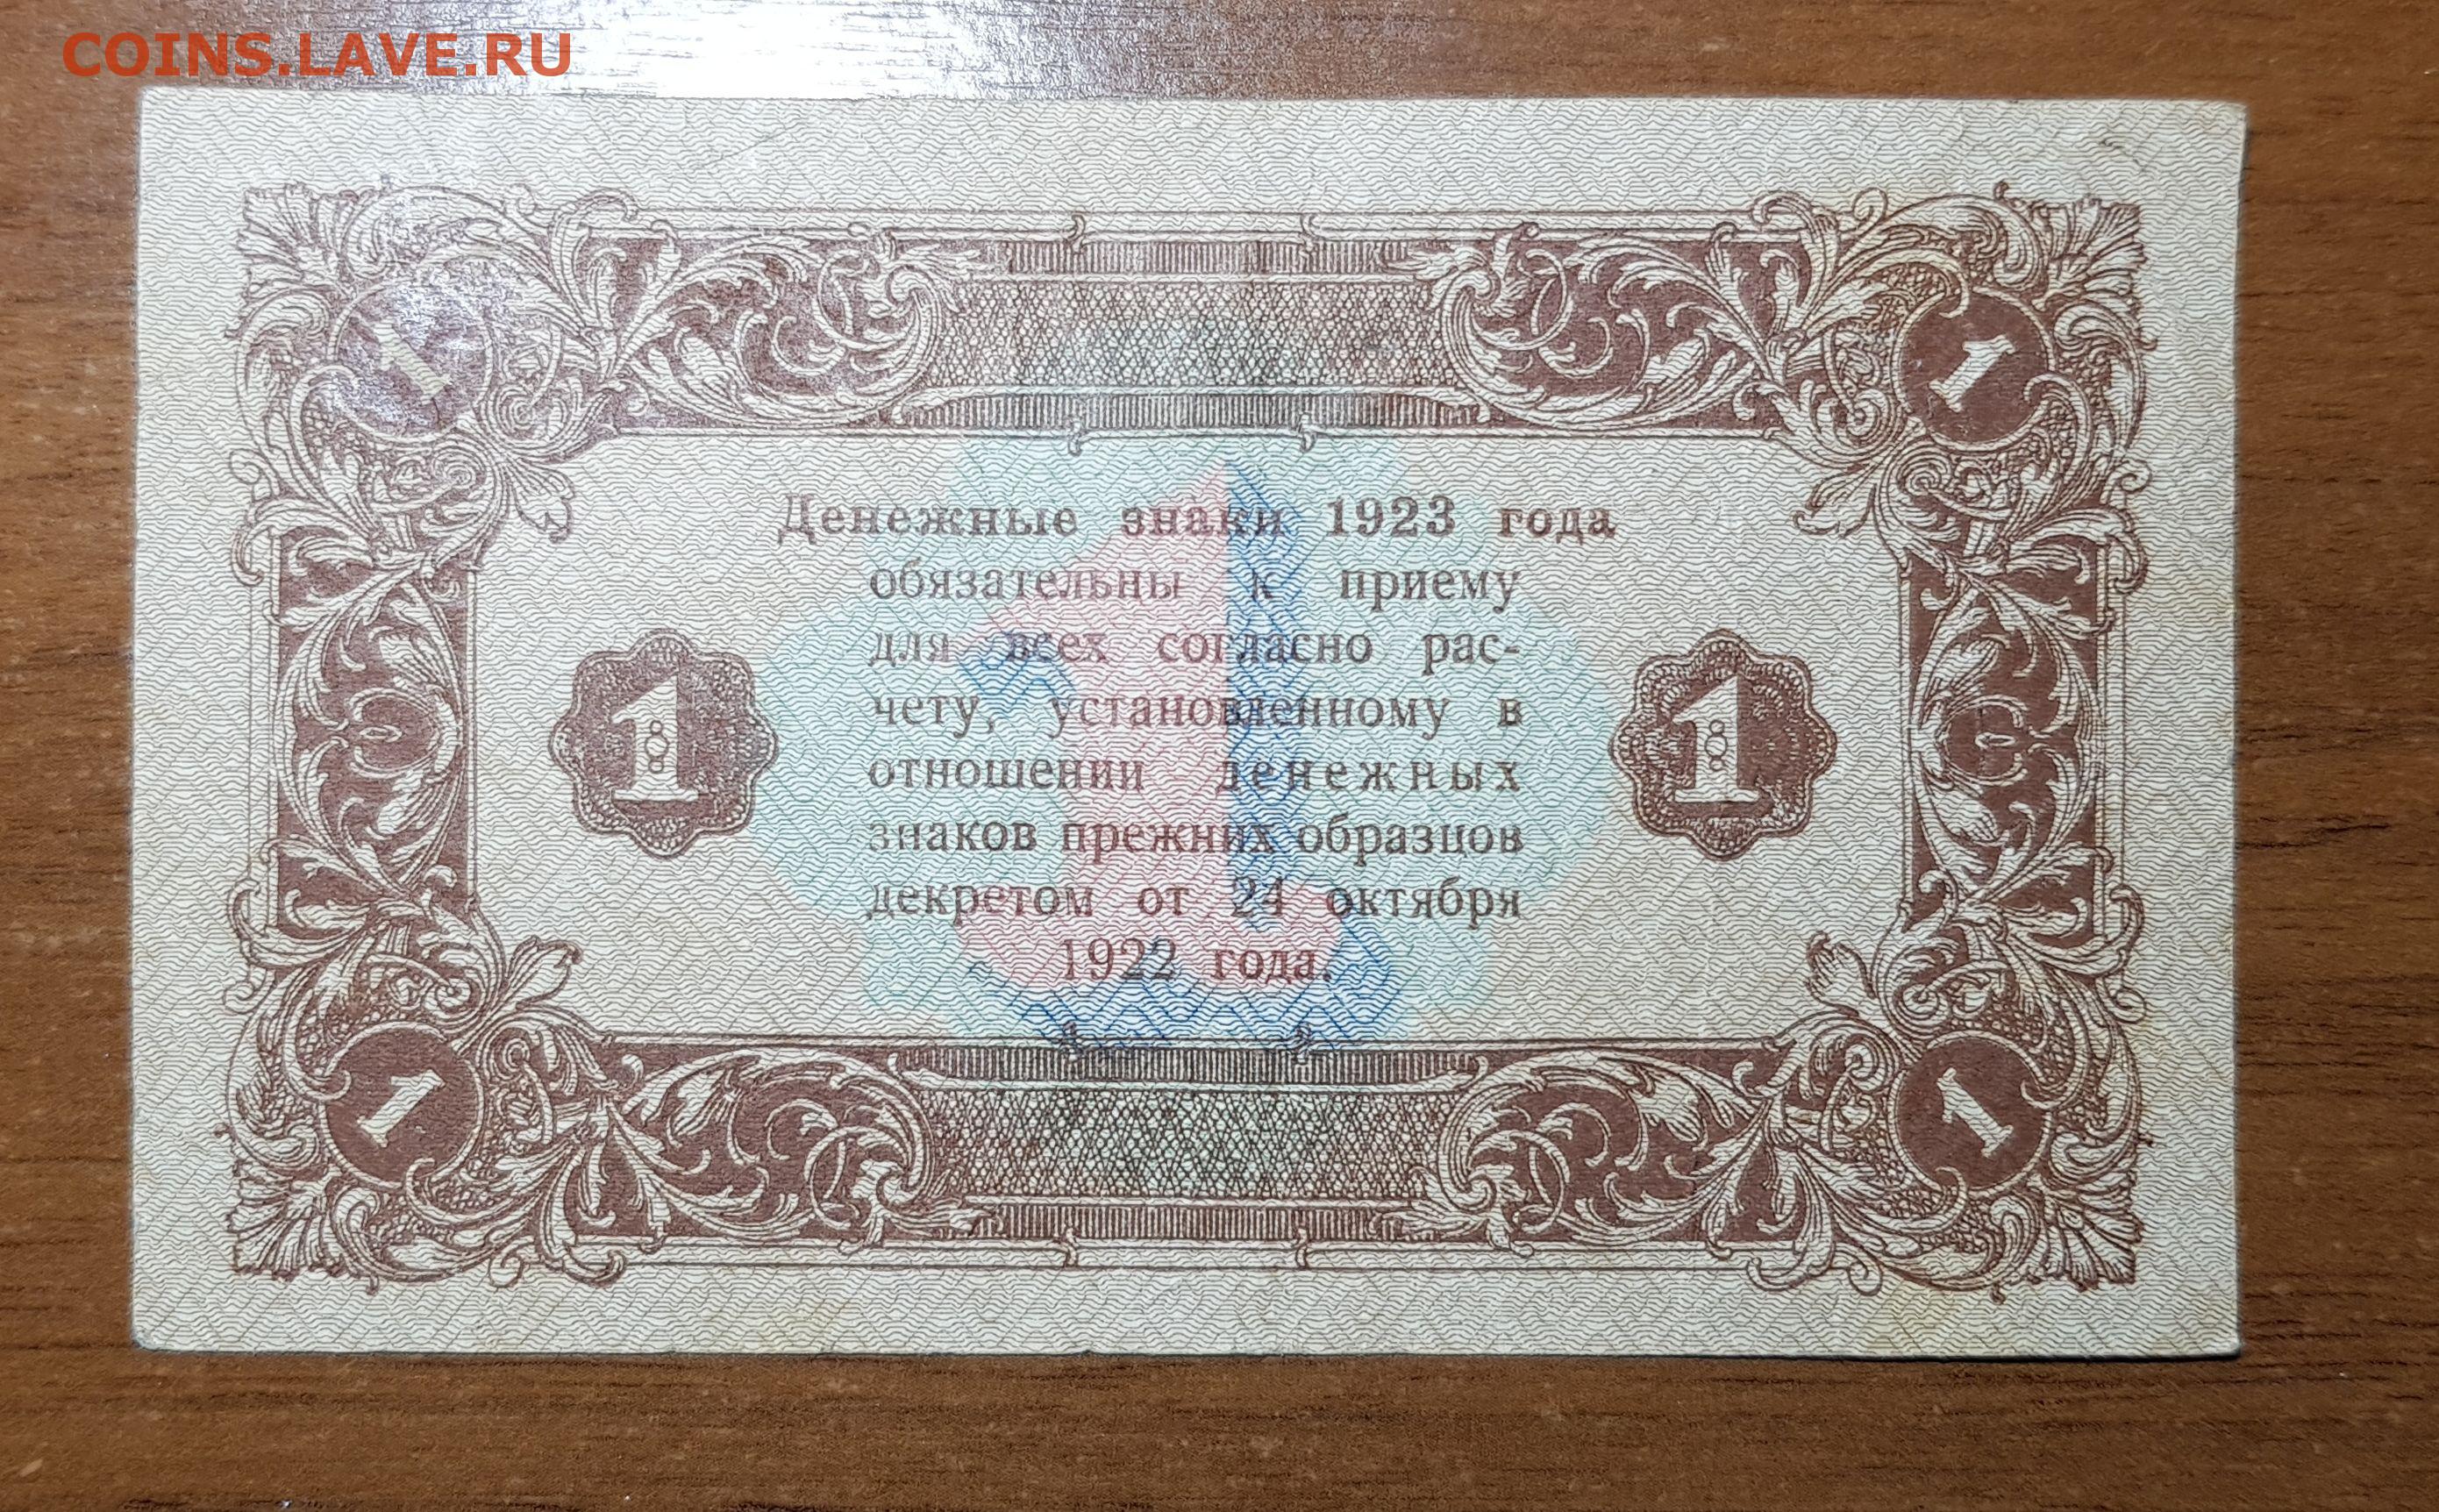 COINS.LAVE.RU
1 1
Денежные знаки 1923 года
обязательны к приему
для всех согласно рас-
чету, установленному в
отношении денежных
знаков прежних образцов
декретом от 24 октября
1922 года.
1 1
1
1 1